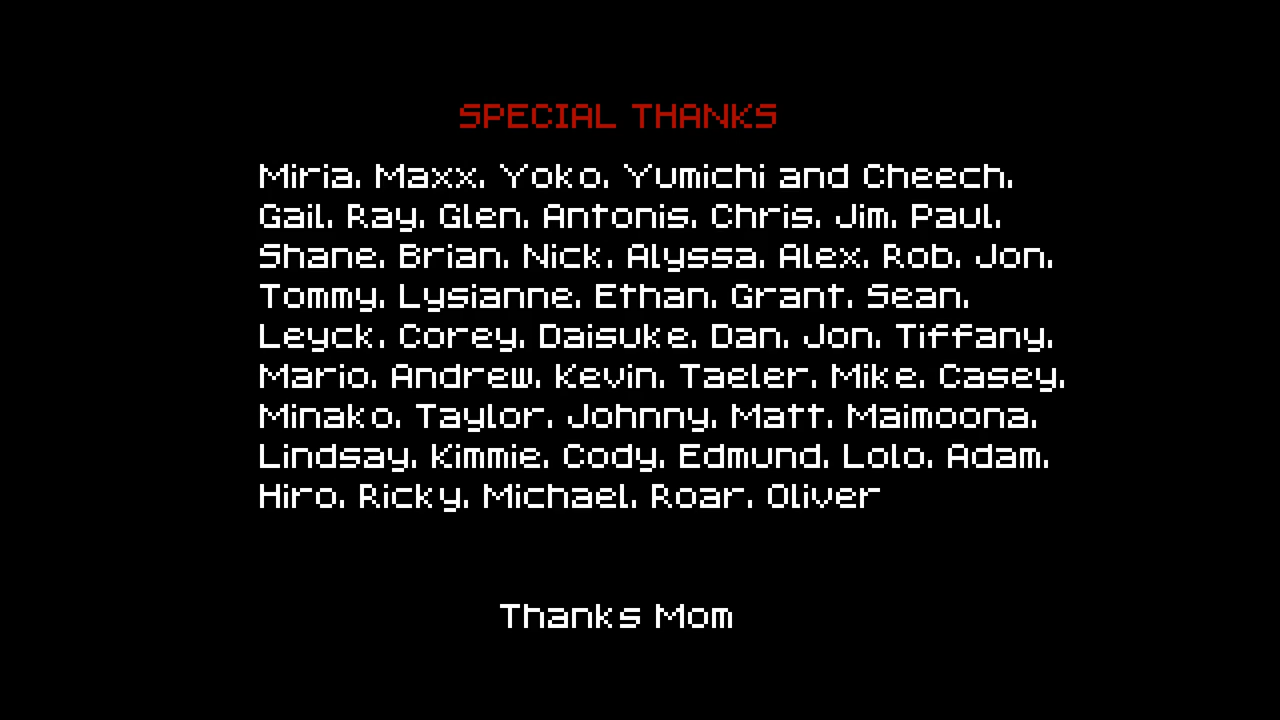 SPECIAL THANKS
Miria, Maxx, Yoko, Yumichi and Cheech,
Gail, Ray, Glen, Antonis, Chris, Jim, Paul,
Shane, Brian, Nick, Alyssa, Alex, Rob, Jon,
Tommy, Lysianne, Ethan, Grant, Sean,
Leyck, Corey, Daisuke, Dan, Jon, Tiffany,
Mario, Andrew, Kevin, Taeler, Mike, Casey,
Minako, Taylor, Johnny, Matt, Maimoona,
Lindsay, Kimmie, Cody, Edmund, Lolo, Adam,
Hiro, Ricky, Michael, Roar, Oliver
Thanks Mom